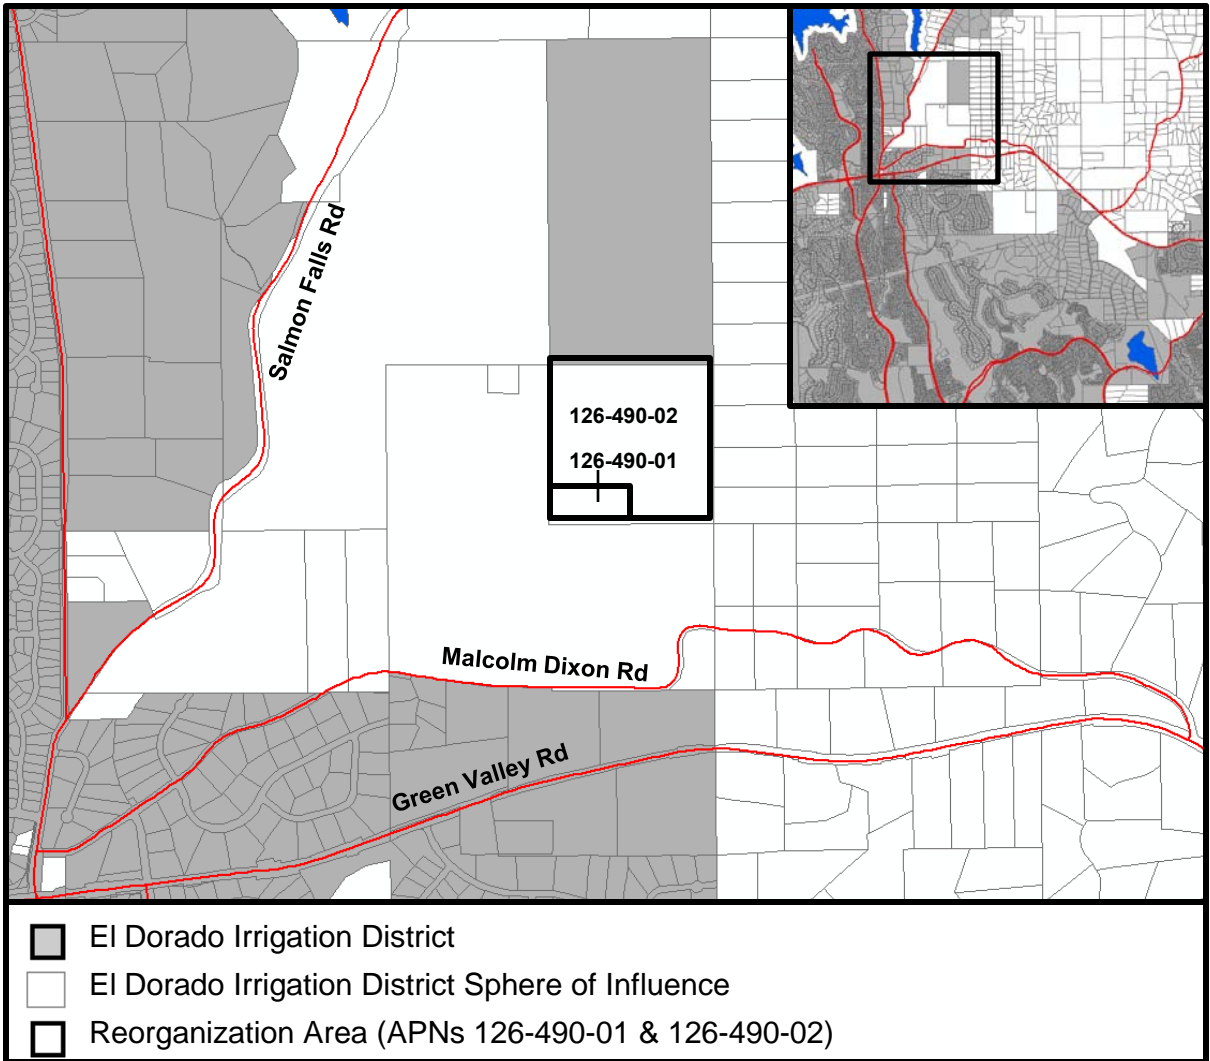 Salmon Falls Rd
126-490-02
126-490-01
Malcolm Dixon Rd
Green Valley Rd
El Dorado Irrigation District
El Dorado Irrigation District Sphere of Influence
Reorganization Area (APNs 126-490-01 & 126-490-02)